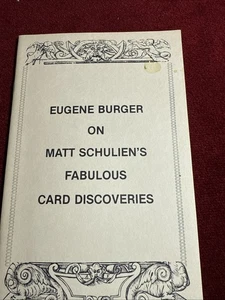 EUGENE BURGER
ON
MATT SCHULIEN'S
FABULOUS
CARD DISCOVERIES